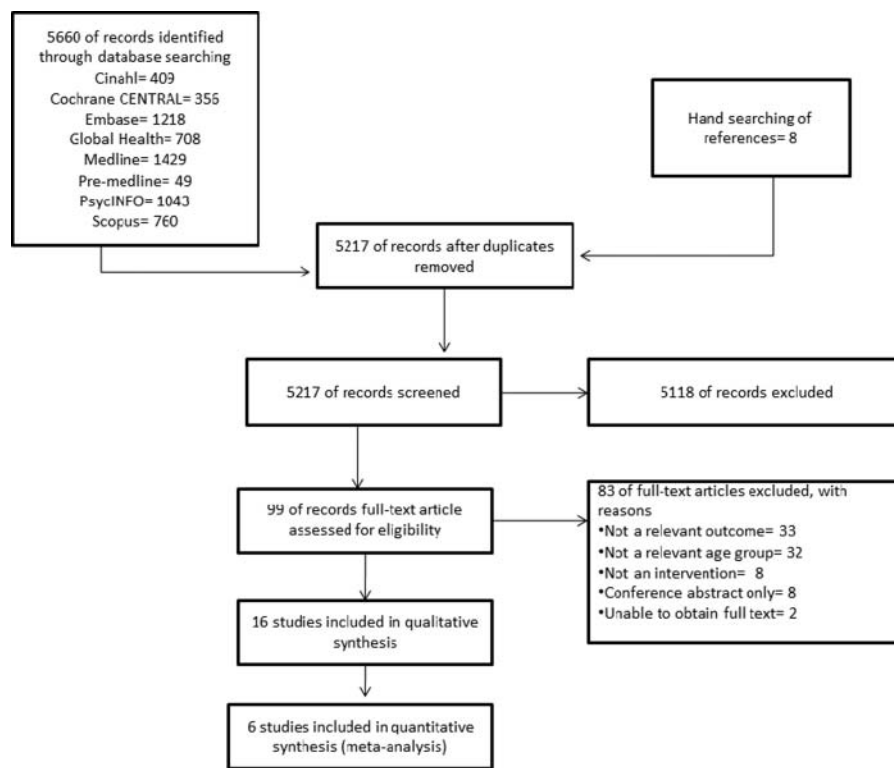 5660 of records identified
through database searching
Cinahl= 409
Cochrane CENTRAL= 356
Embase= 1218
Global Health= 708
Medline= 1429
Pre-medline= 49
PsycINFO= 1043
Scopus= 760
Hand searching of
references= 8
5217 of records after duplicates
removed
5217 of records screened
5118 of records excluded
99 of records full-text article
assessed for eligibility
83 of full-text articles excluded, with
reasons
•Not a relevant outcome= 33
•Not a relevant age group= 32
•Not an intervention= 8
•Conference abstract only= 8
•Unable to obtain full text= 2
16 studies included in qualitative
synthesis
6 studies included in quantitative
synthesis (meta-analysis)